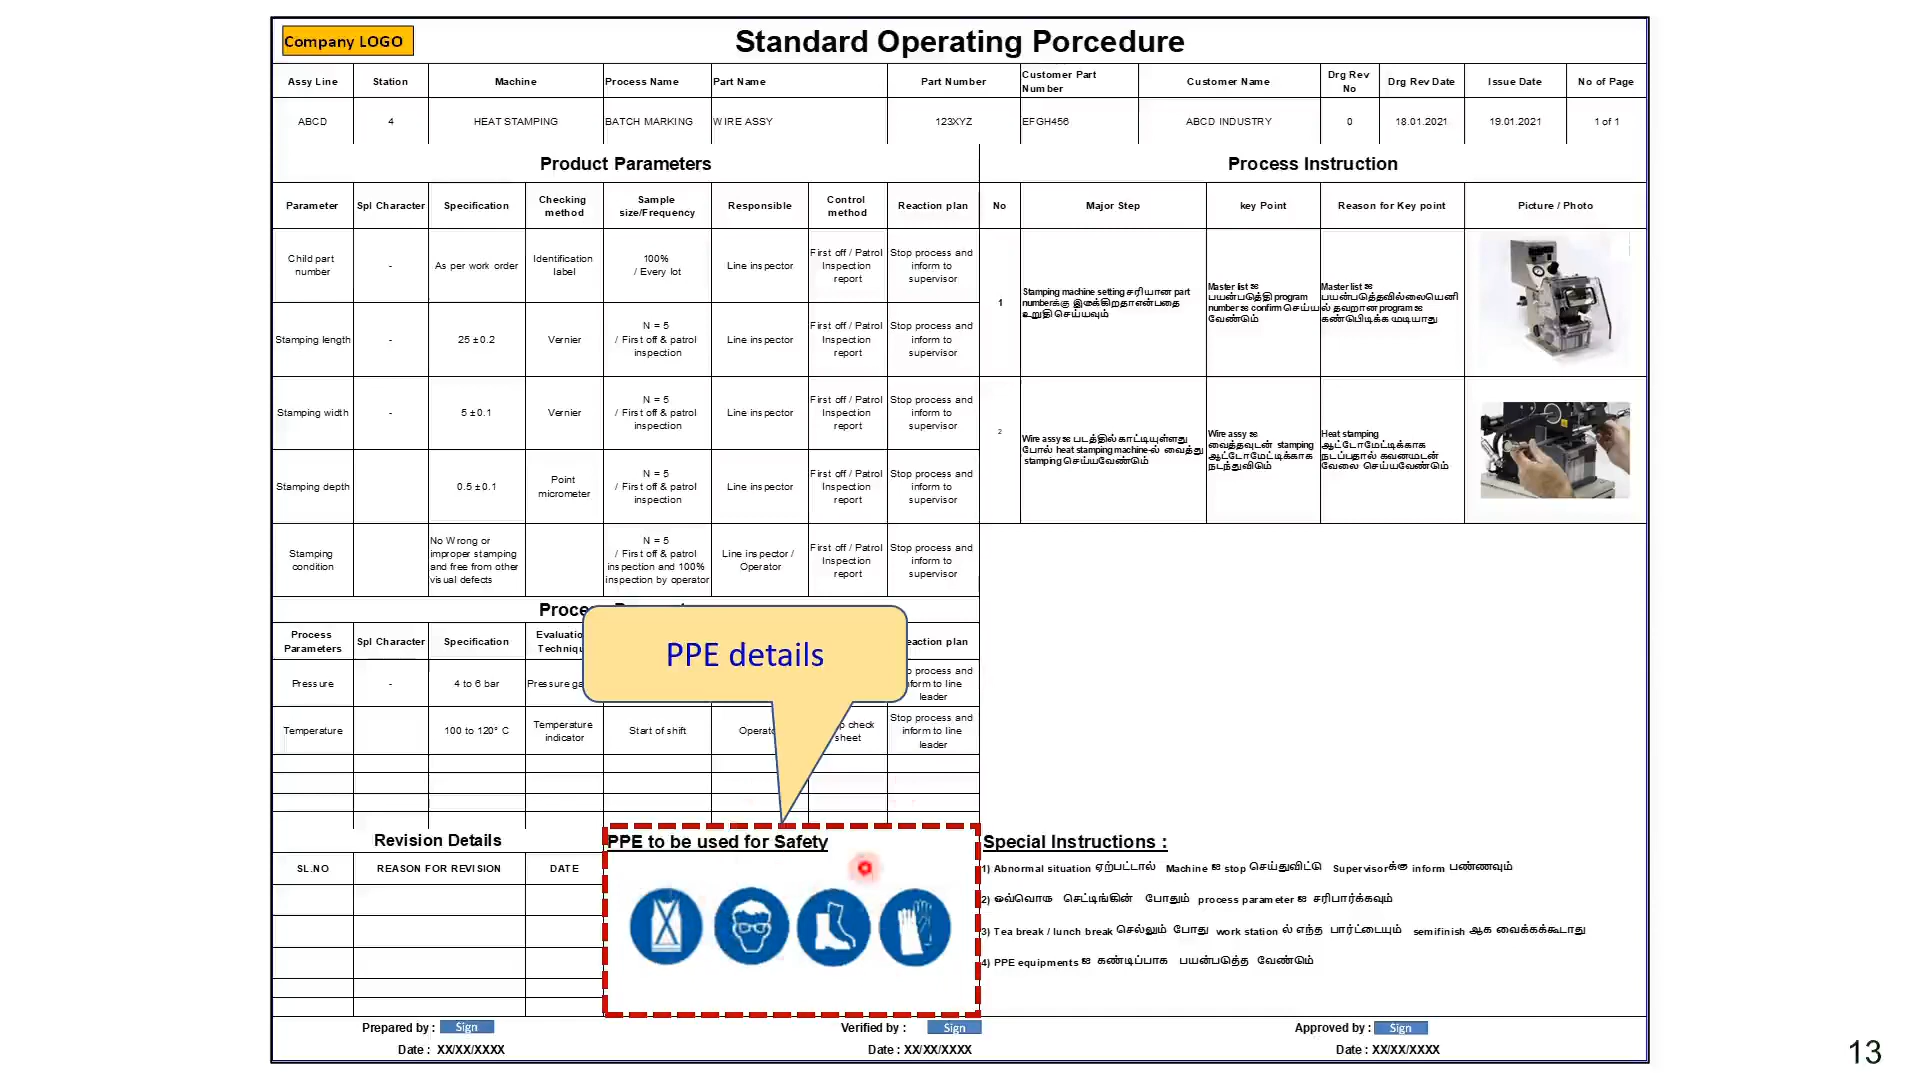 Company LOGO
Standard Operating Porcedure
Assy Line
Station
Machine
Process Name
Part Name
Part Number
Customer Part
Number
Customer Name
Drg Rev
No
Drg Rev Date
Issue Date
No of Page
ABCD
4
HEAT STAMPING
BATCH MARKING
WIRE ASSY
123XYZ
EFGH456
ABCD INDUSTRY
0
18.01.2021
19.01.2021
1 of 1
Product Parameters
Parameter
Spl Character
Specification
Checking
method
Sample
size/Frequency
Responsible
Control
method
Reaction plan
Child part
number
-
As per work order
Identification
label
100%
/ Every lot
Line inspector
First off / Patrol
Inspection
report
Stop process and
inform to
supervisor
Stamping length
-
25 ±0.2
Vernier
N = 5
/ First off & patrol
inspection
Line inspector
First off / Patrol
Inspection
report
Stop process and
inform to
supervisor
Stamping width
-
5 ±0.1
Vernier
N = 5
/ First off & patrol
inspection
Line inspector
First off / Patrol
Inspection
report
Stop process and
inform to
supervisor
Stamping depth
0.5 ±0.1
Point
micrometer
N = 5
/ First off & patrol
inspection
Line inspector
First off / Patrol
Inspection
report
Stop process and
inform to
supervisor
Stamping
condition
No Wrong or
improper stamping
and free from other
visual defects
N = 5
/ First off & patrol
inspection and 100%
inspection by operator
Line inspector /
Operator
First off / Patrol
Inspection
report
Stop process and
inform to
supervisor
Process Instruction
No
Major Step
key Point
Reason for Key point
Picture / Photo
1
Stamping machine setting சரியான part
numberக்கு இருக்கிறதா என்பதை
உறுதி செய்யவும்
Master list ஐ
பயன்படுத்தி program
number ஐ confirm செய்ய
வேண்டும்
Master list ஐ
பயன்படுத்தவில்லையெனி
ல் தவறான program ஐ
கண்டுபிடிக்க முடியாது
2
Wire assy ஐ படத்தில் காட்டியுள்ளது
போல் heat stamping machine-ல் வைத்து
stamping செய்யவேண்டும்
Wire assy ஐ
வைத்தவுடன் stamping
ஆட்டோமேட்டிக்காக
நடந்துவிடும்
Heat stamping
ஆட்டோமேட்டிக்காக
நடப்பதால் கவனமுடன்
வேலை செய்யவேண்டும்
PPE details
Process
Parameters
Spl Character
Specification
Pressure
-
4 to 6 bar
Temperature
100 to 120° C
Temperature
indicator
Start of shift
check
sheet
Stop process and
inform to line
leader
process and
leader
plan
Revision Details
SL.NO
REASON FOR REVISION
DATE
PPE to be used for Safety
Special Instructions :
1) Abnormal situation ஏற்பட்டால் Machine ஐ stop செய்துவிட்டு Supervisorக்கு inform பண்ணவும்
2) ஒவ்வொரு செட்டிங்கின் போதும் process parameter ஐ சரிபார்க்கவும்
3) Tea break / lunch break செல்லும் போது work station ல் எந்த பார்ட்டையும் semifinish ஆக வைக்கக்கூடாது
4) PPE equipments ஐ கண்டிப்பாக பயன்படுத்த வேண்டும்
Prepared by : Sign
Verified by : Sign
Approved by : Sign
Date : XX/XX/XXXX
Date : XX/XX/XXXX
Date : XX/XX/XXXX
13